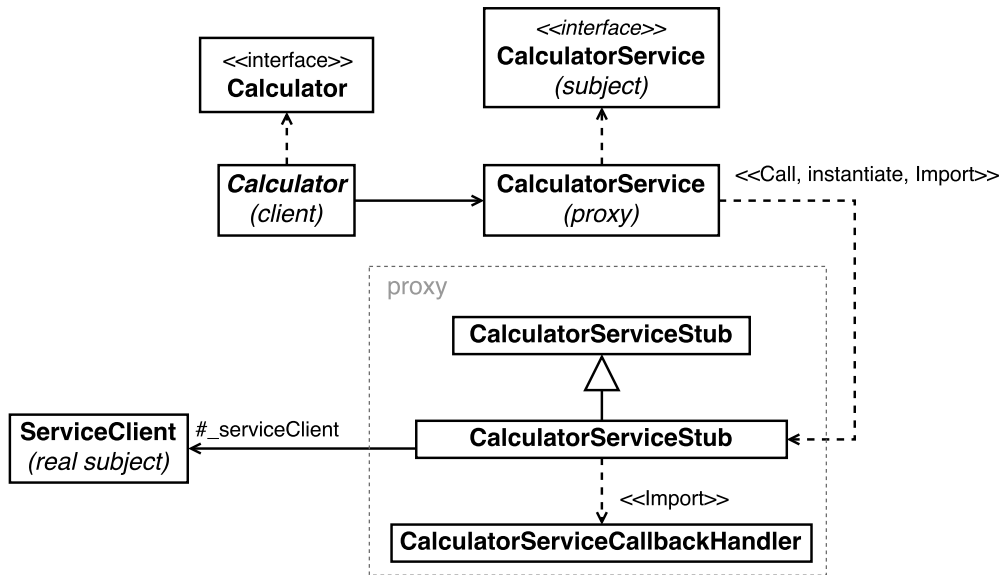 <<interface>>
CalculatorService
(subject)
<<interface>>
Calculator
Calculator
(client)
CalculatorService
(proxy)
<<Call, instantiate, Import>>
proxy
CalculatorServiceStub
ServiceClient
(real subject)
#_serviceClient
CalculatorServiceStub
<<Import>>
CalculatorServiceCallbackHandler